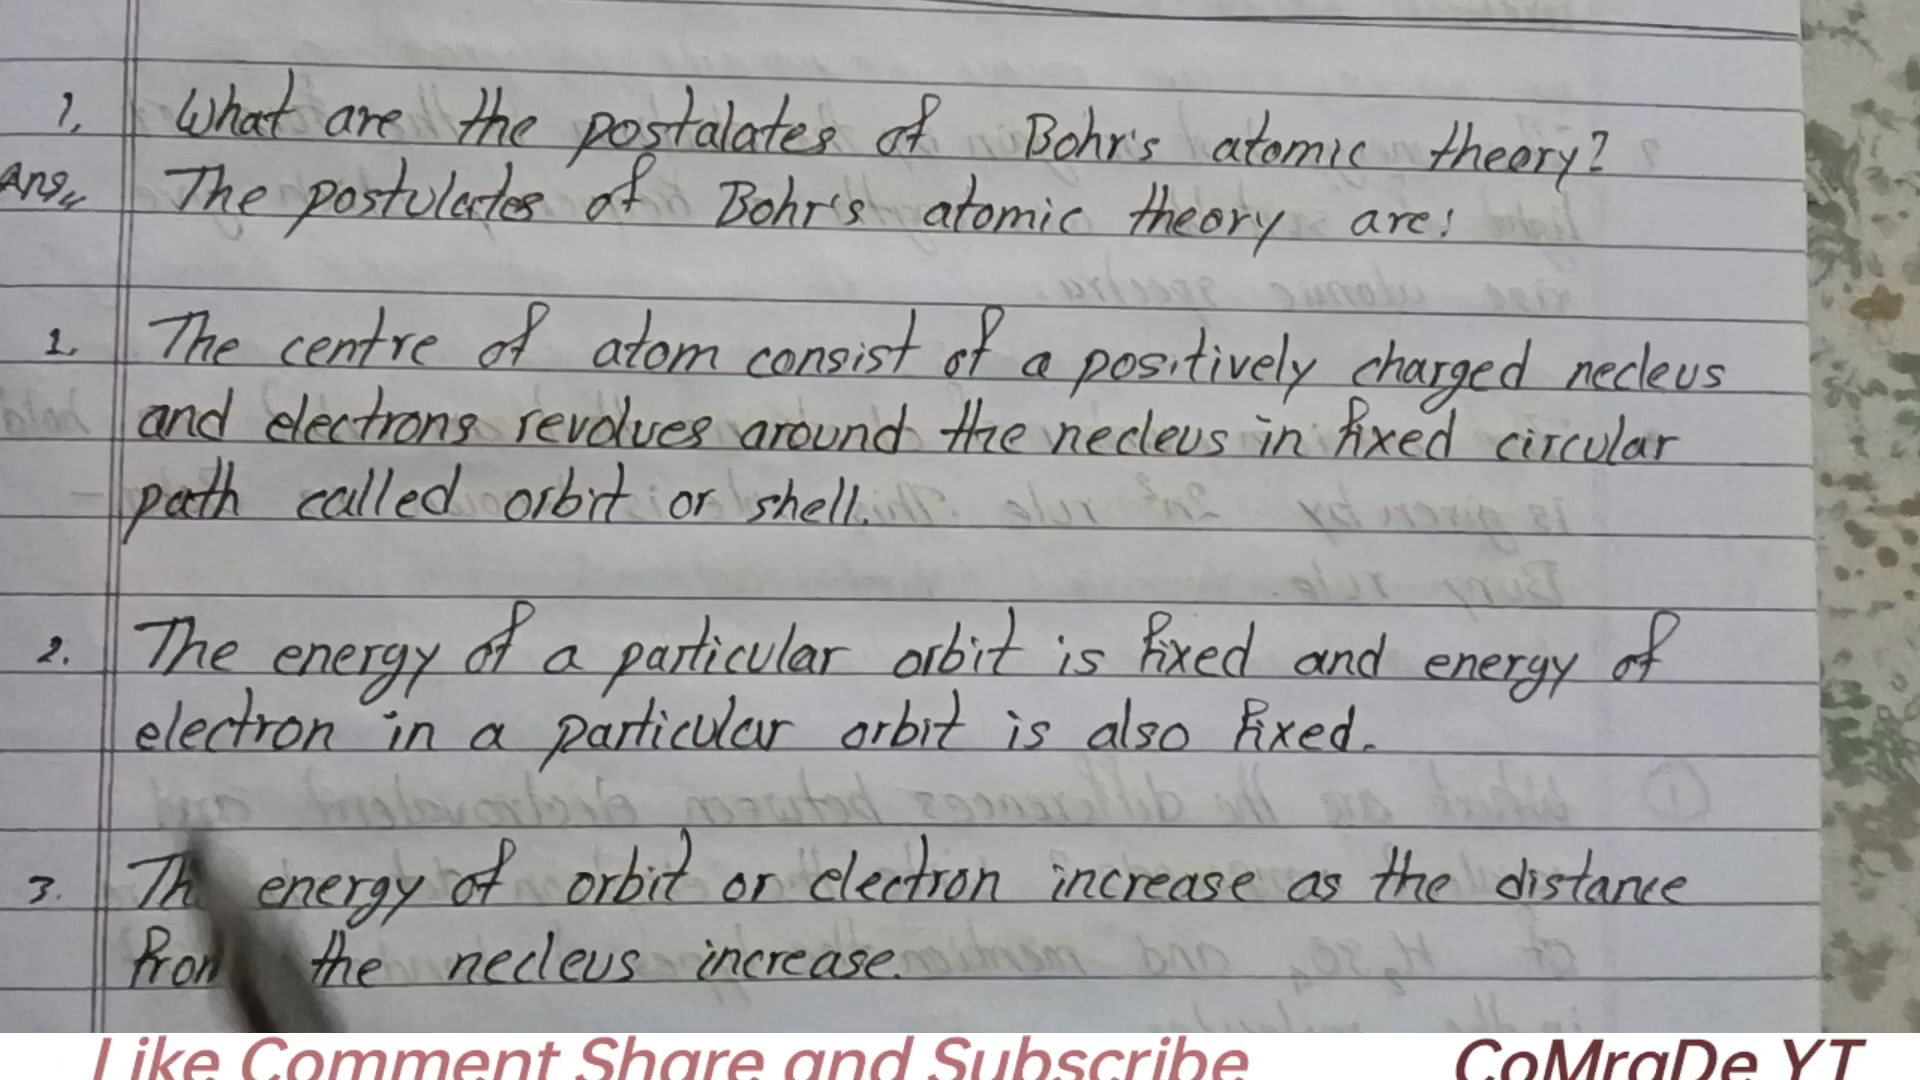 1. What are the postalates of Bohr's atomic theory?
Ans,, The postulates of Bohr's atomic theory are:
1. The centre of atom consist of a positively charged necleus
and electrons revolves around the necleus in fixed circular
path called orbit or shell.
2. The energy of a particular orbit is fixed and energy of
electron in a particular orbit is also fixed.
3. Th energy of orbit or electron increase as the distance
from the necleus increase.
Like Comment Share and Subscribe CoMraDe YT